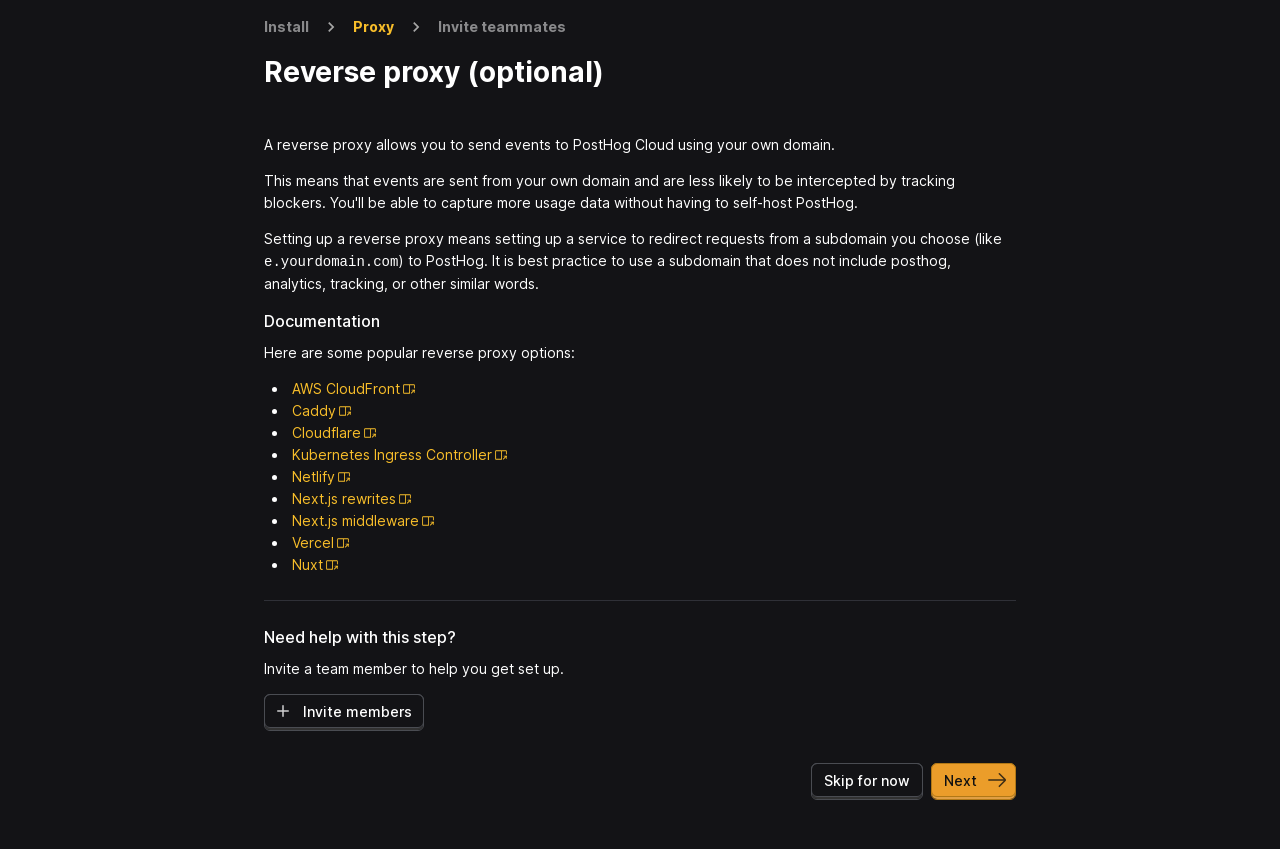 Install
Proxy
Invite teammates
Reverse proxy (optional)
A reverse proxy allows you to send events to PostHog Cloud using your own domain.
This means that events are sent from your own domain and are less likely to be intercepted by tracking
blockers. You'll be able to capture more usage data without having to self-host PostHog.
Setting up a reverse proxy means setting up a service to redirect requests from a subdomain you choose (like
e.yourdomain.com) to PostHog. It is best practice to use a subdomain that does not include posthog,
analytics, tracking, or other similar words.
Documentation
Here are some popular reverse proxy options:
AWS CloudFront
Caddy
Cloudflare
Kubernetes Ingress Controller
Netlify
Next.js rewrites
Next.js middleware
Vercel
Nuxt
Need help with this step?
Invite a team member to help you get set up.
Invite members
Skip for now
Next